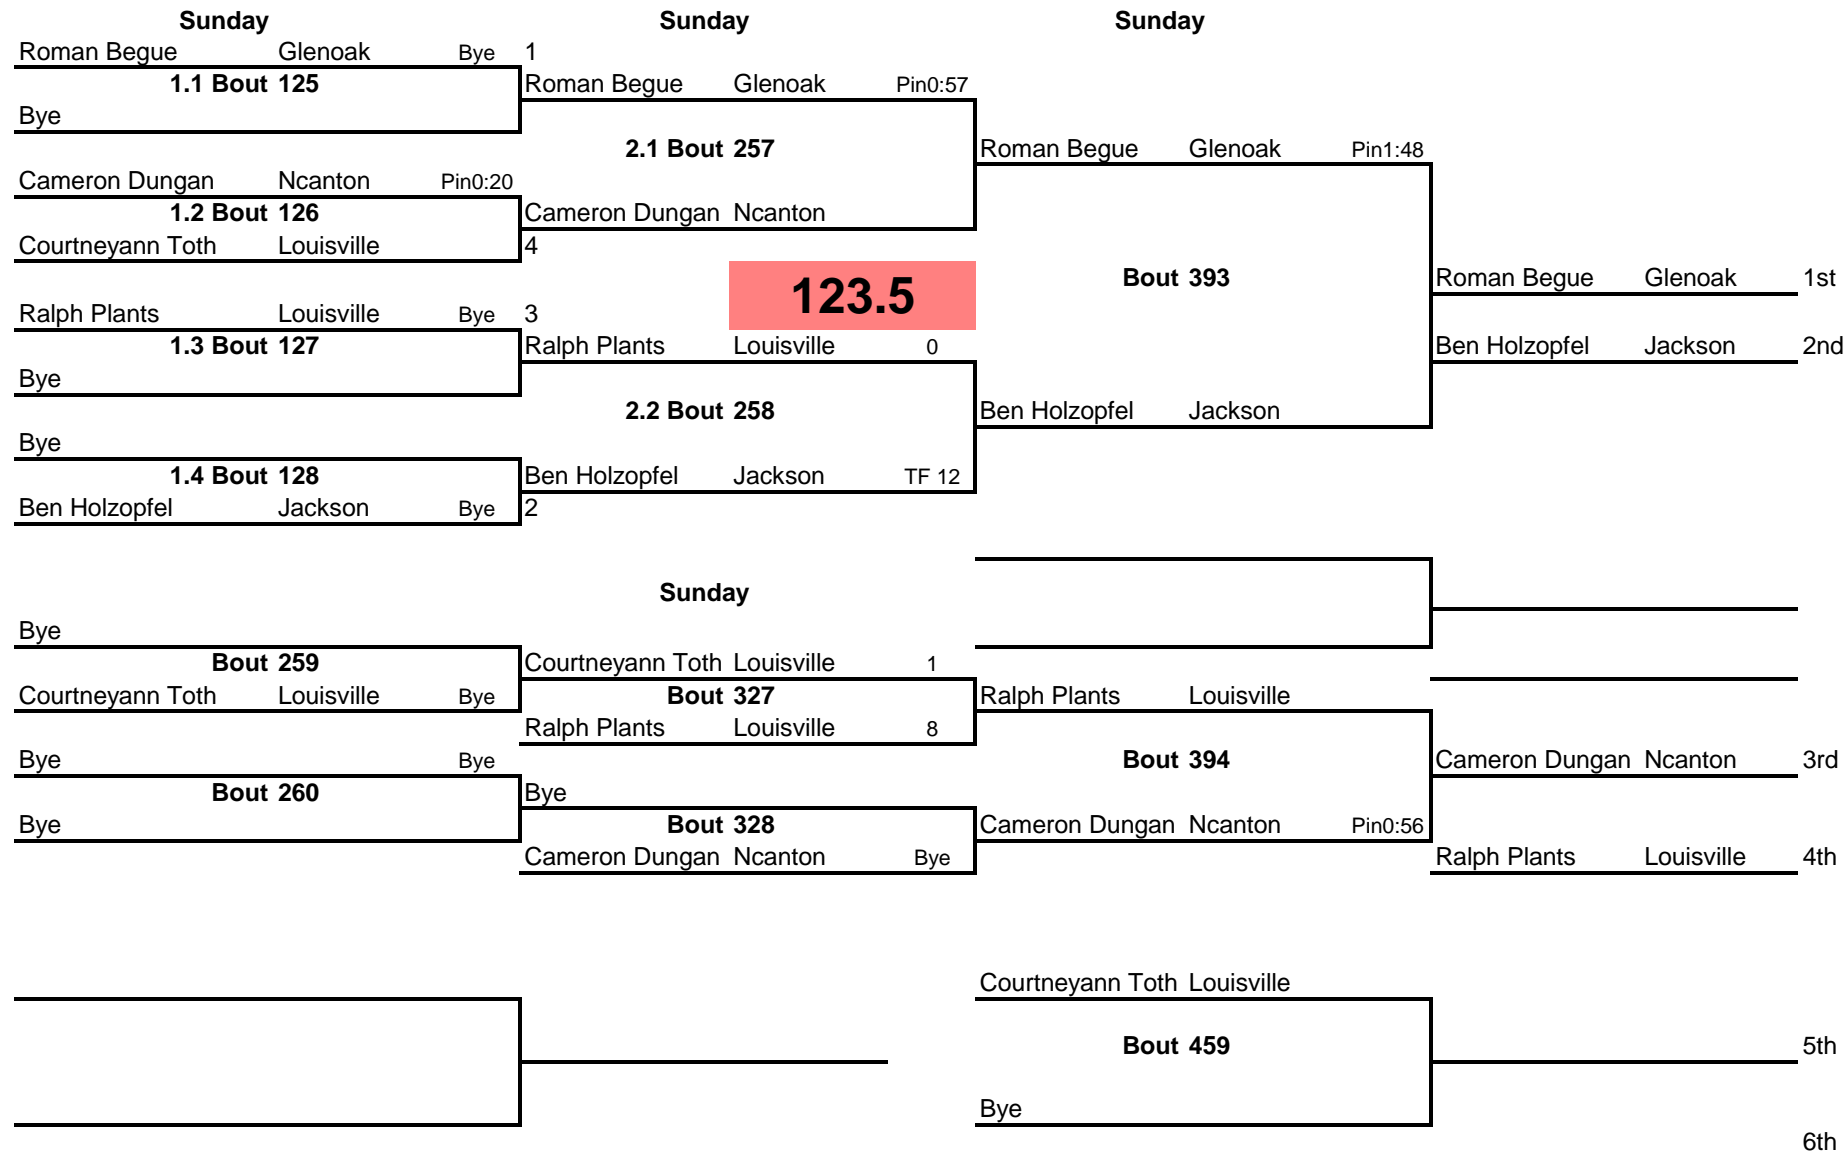 Sunday Sunday Sunday
Roman Begue Glenoak Bye 1
1.1 Bout 125 Roman Begue Glenoak Pin0:57
Bye
2.1 Bout 257 Roman Begue Glenoak Pin1:48
Cameron Dungan Ncanton Pin0:20
1.2 Bout 126 Cameron Dungan Ncanton
Courtneyann Toth Louisville 4
123.5 Bout 393 Roman Begue Glenoak 1st
Ralph Plants Louisville Bye 3
1.3 Bout 127 Ralph Plants Louisville 0 Ben Holzopfel Jackson 2nd
Bye
2.2 Bout 258 Ben Holzopfel Jackson
Bye
1.4 Bout 128 Ben Holzopfel Jackson TF 12
Ben Holzopfel Jackson Bye 2
Sunday
Bye
Bout 259 Courtneyann Toth Louisville 1
Courtneyann Toth Louisville Bye Bout 327 Ralph Plants Louisville
Ralph Plants Louisville 8
Bye Bye Bout 394 Cameron Dungan Ncanton 3rd
Bout 260 Bye
Bye Bout 328 Cameron Dungan Ncanton Pin0:56
Cameron Dungan Ncanton Bye Ralph Plants Louisville 4th
Courtneyann Toth Louisville
Bout 459 5th
Bye
6th